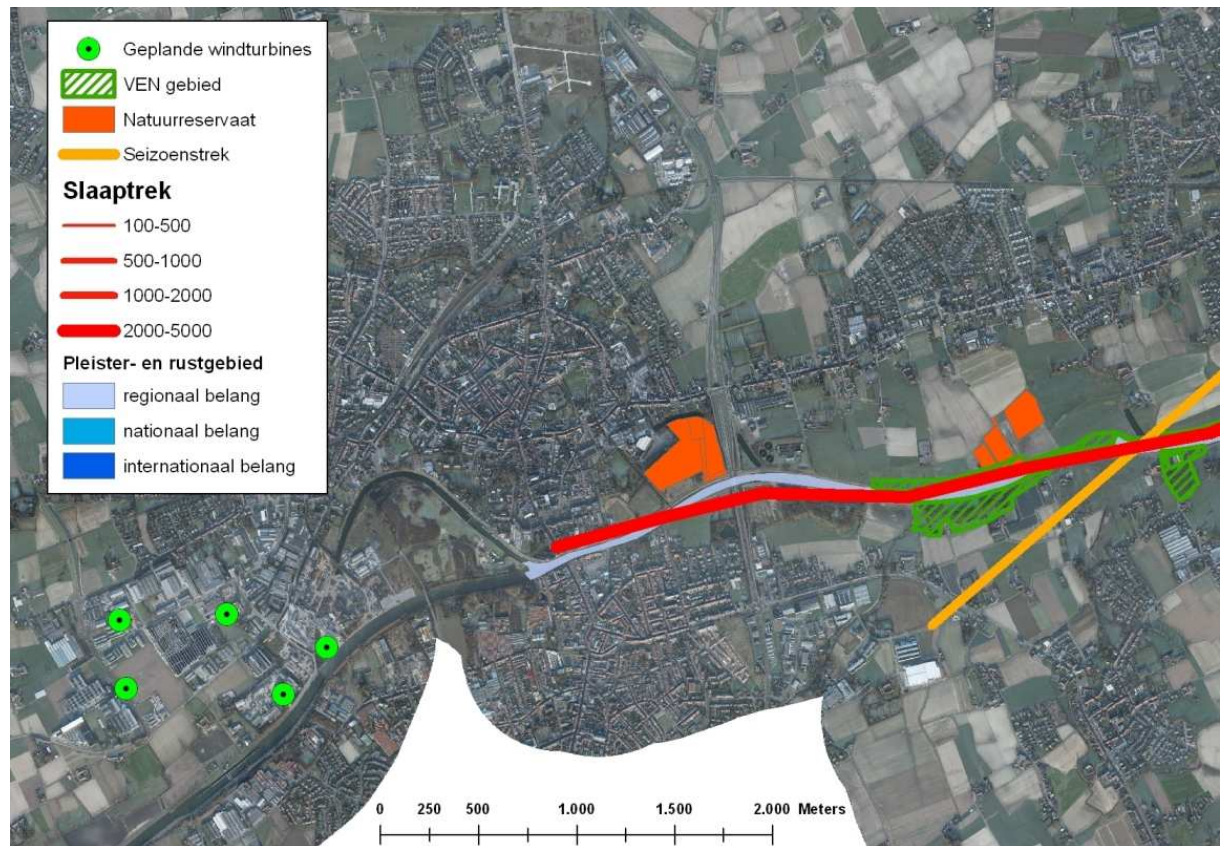 Geplande windturbines
VEN gebied
Natuurreservaat
Seizoenstrek
Slaaptrek
100-500
500-1000
1000-2000
2000-5000
Pleister- en rustgebied
regionaal belang
nationaal belang
internationaal belang
0 250 500 1.000 1.500 2.000 Meters